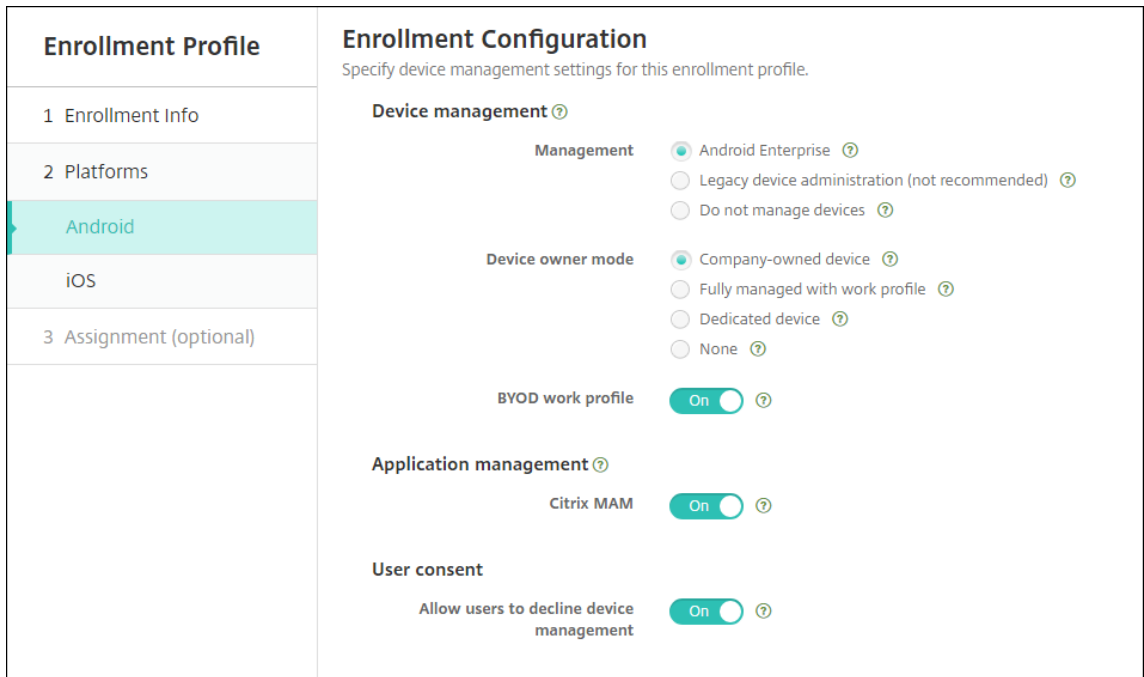 Enrollment Profile
1 Enrollment Info
2 Platforms
Android
iOS
3 Assignment (optional)
Enrollment Configuration
Specify device management settings for this enrollment profile.
Device management ?
Management
Android Enterprise ?
Legacy device administration (not recommended) ?
Do not manage devices ?
Device owner mode
Company-owned device ?
Fully managed with work profile ?
Dedicated device ?
None ?
BYOD work profile
On ?
Application management ?
Citrix MAM
On ?
User consent
Allow users to decline device
management
On ?